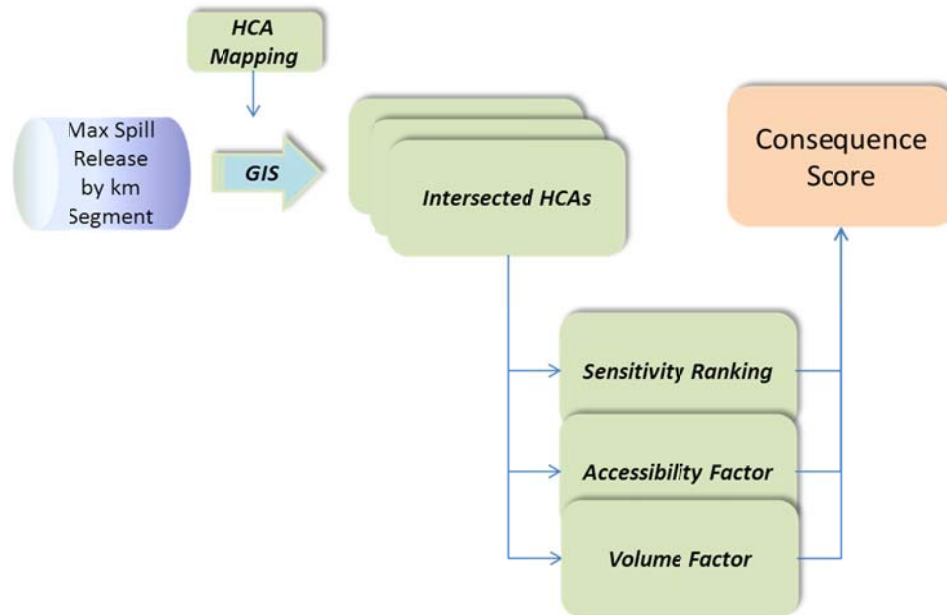 HCA
Mapping
Max Spill
Release
by km
Segment
GIS
Intersected HCAs
Consequence
Score
Sensitivity Ranking
Accessibility Factor
Volume Factor